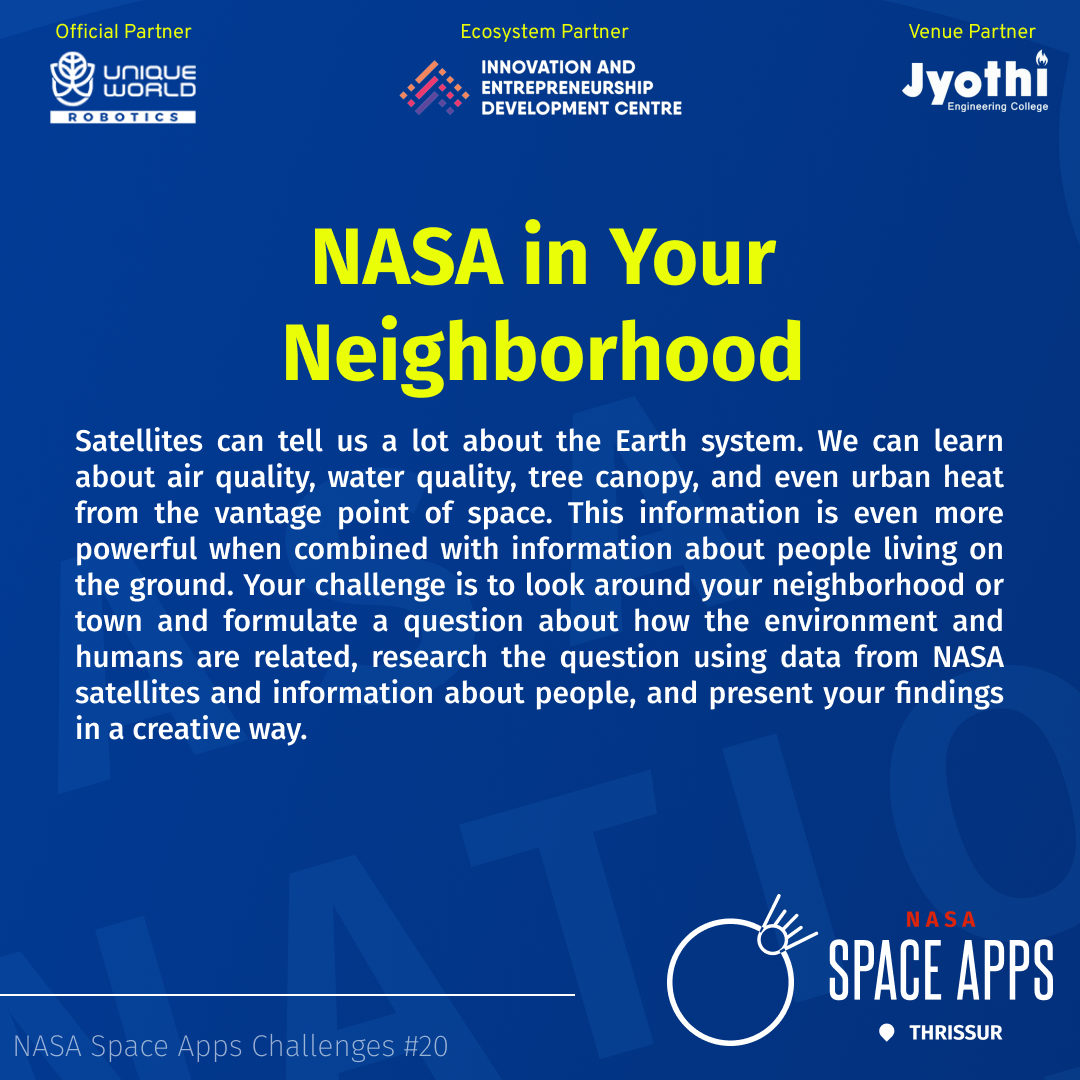 Official Partner
UNIQUE
WORLD
ROBOTICS
Ecosystem Partner
INNOVATION AND
ENTREPRENEURSHIP
DEVELOPMENT CENTRE
Venue Partner
Jyothi
Engineering College
NASA in Your
Neighborhood
Satellites can tell us a lot about the Earth system. We can learn
about air quality, water quality, tree canopy, and even urban heat
from the vantage point of space. This information is even more
powerful when combined with information about people living on
the ground. Your challenge is to look around your neighborhood or
town and formulate a question about how the environment and
humans are related, research the question using data from NASA
satellites and information about people, and present your findings
in a creative way.
NASA
SPACE APPS
THRISSUR
NASA Space Apps Challenges #20